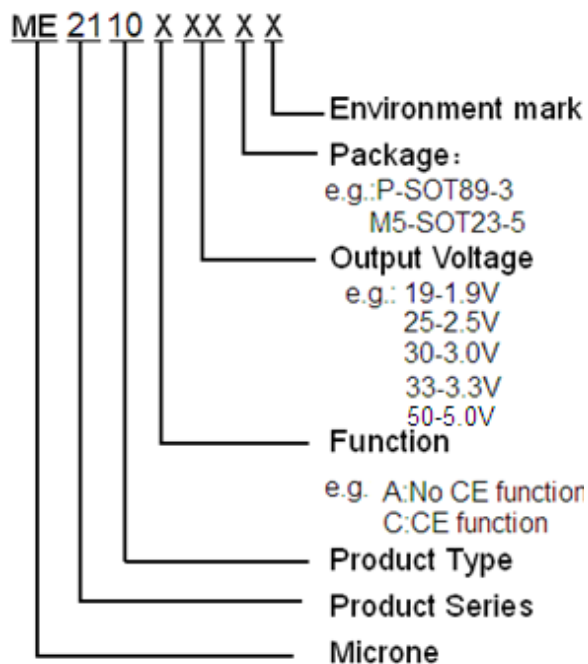 ME 21 10 X XX X X
Environment mark
Package：
e.g.:P-SOT89-3
M5-SOT23-5
Output Voltage
e.g.: 19-1.9V
25-2.5V
30-3.0V
33-3.3V
50-5.0V
Function
e.g. A:No CE function
C:CE function
Product Type
Product Series
Microne